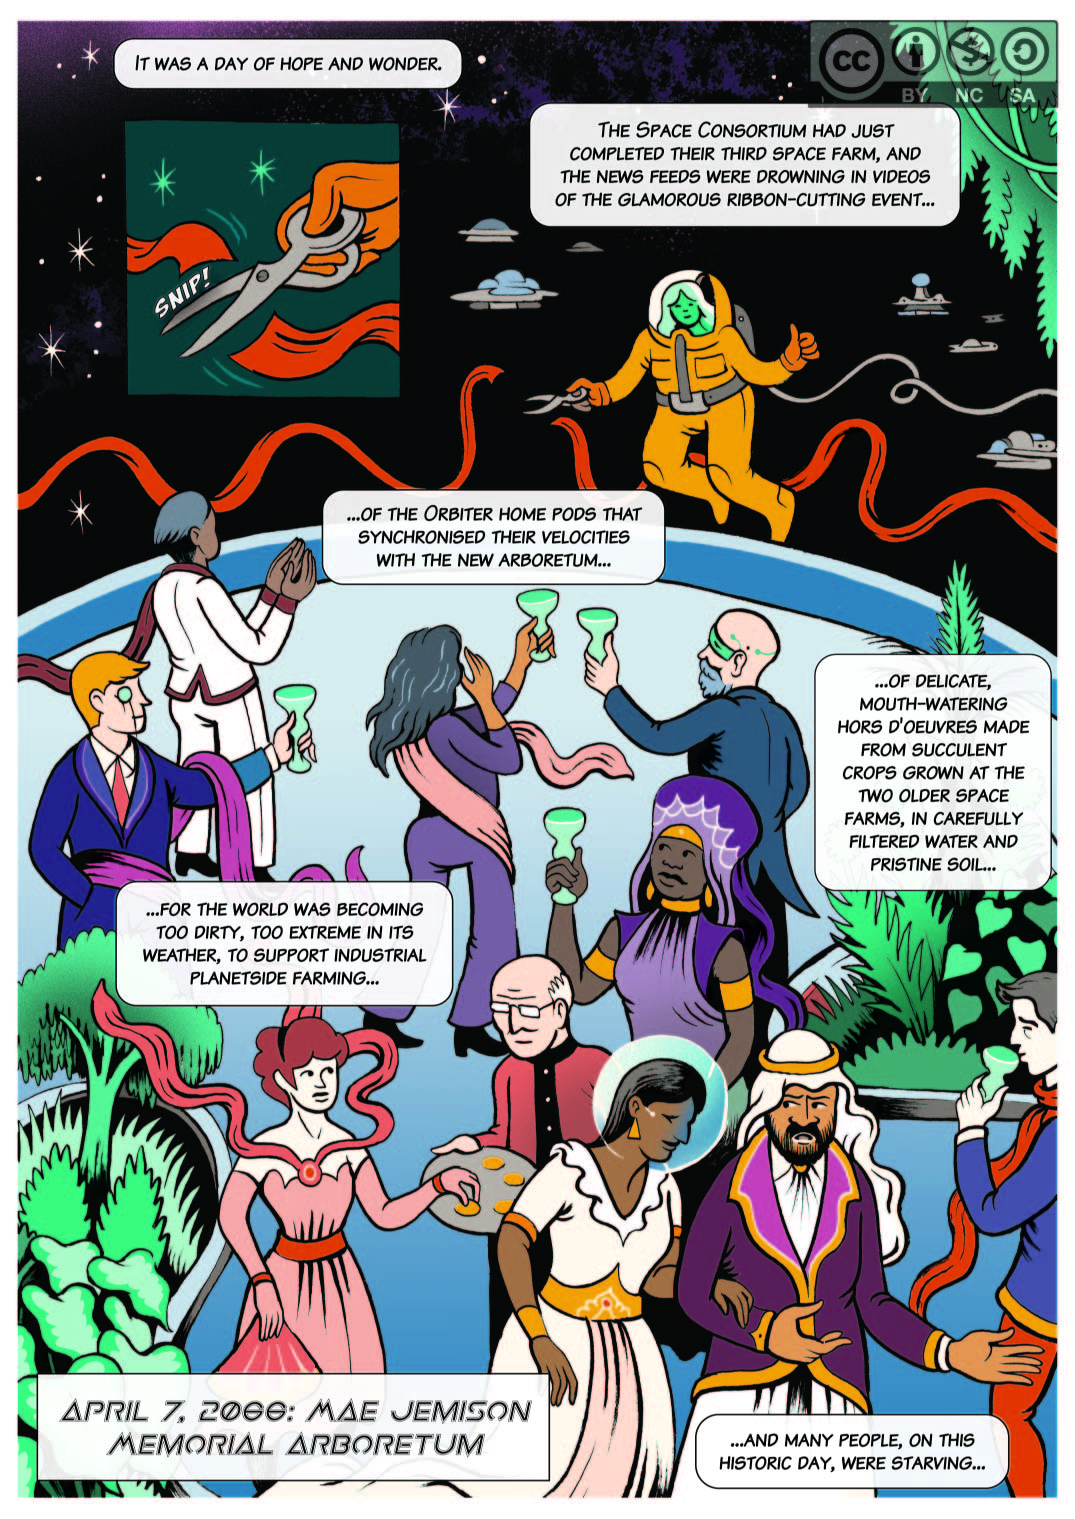 IT WAS A DAY OF HOPE AND WONDER.
CC
BY NC SA
THE SPACE CONSORTIUM HAD JUST
COMPLETED THEIR THIRD SPACE FARM, AND
THE NEWS FEEDS WERE DROWNING IN VIDEOS
OF THE GLAMOROUS RIBBON-CUTTING EVENT...
SNIP!
...OF THE ORBITER HOME PODS THAT
SYNCHRONISED THEIR VELOCITIES
WITH THE NEW ARBORETUM...
...OF DELICATE,
MOUTH-WATERING
HORS D'OEUVRES MADE
FROM SUCCULENT
CROPS GROWN AT THE
TWO OLDER SPACE
FARMS, IN CAREFULLY
FILTERED WATER AND
PRISTINE SOIL...
...FOR THE WORLD WAS BECOMING
TOO DIRTY, TOO EXTREME IN ITS
WEATHER, TO SUPPORT INDUSTRIAL
PLANETSIDE FARMING...
APRIL 7, 2066: MAE JEMISON
MEMORIAL ARBORETUM
...AND MANY PEOPLE, ON THIS
HISTORIC DAY, WERE STARVING...